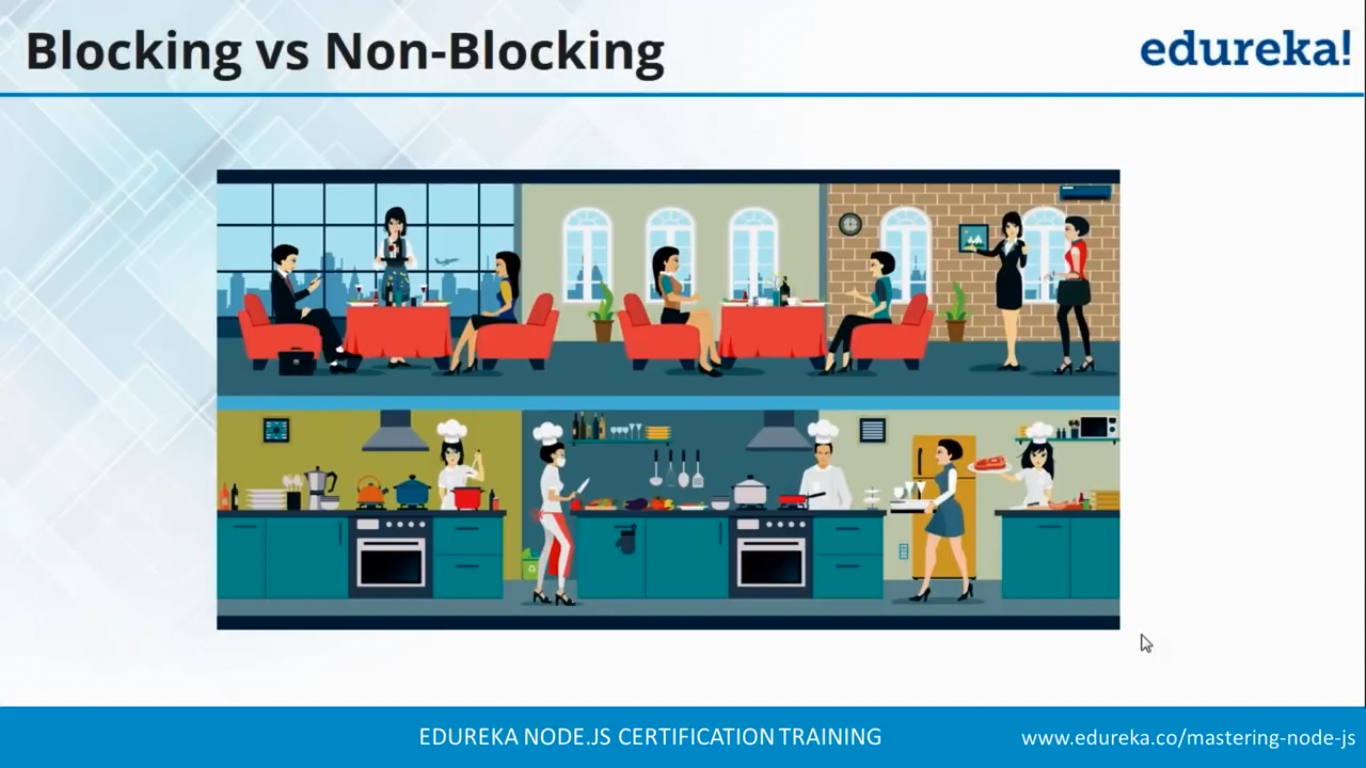 Blocking vs Non-Blocking
edureka!
EDUREKA NODE.JS CERTIFICATION TRAINING
www.edureka.co/mastering-node-js